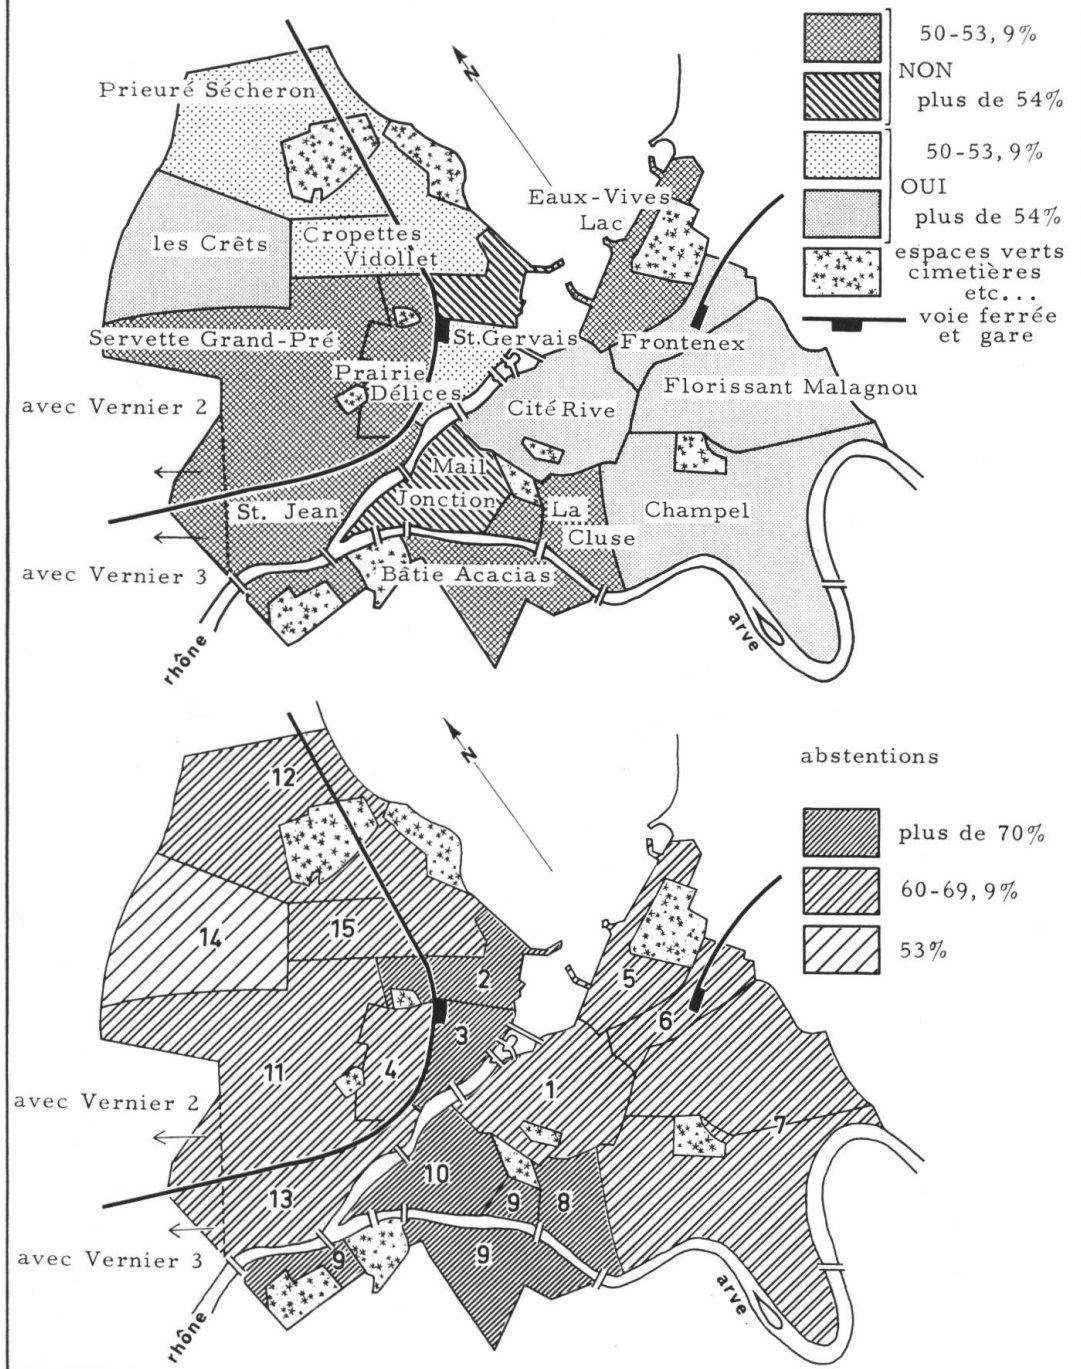 50-53, 9%
NON
plus de 54%
50-53, 9%
OUI
plus de 54%
espaces verts
cimetières
etc...
voie ferrée
et gare
N
Prieuré Sécheron
Eaux-Vives
Lac
les Crêts
Cropettes
Vidollet
Servette Grand-Pré
St. Gervais
Frontenex
Prairie
Délices
Florissant Malagnou
avec Vernier 2
Cité Rive
Mail
Jonction
La
Cluse
St. Jean
Champel
avec Vernier 3
Bâtie Acacias
rhône
arve
N
abstentions
plus de 70%
60-69, 9%
53%
12
14
15
2
5
6
3
11
4
1
7
avec Vernier 2
10
13
9
8
9
9
avec Vernier 3
rhône
arve